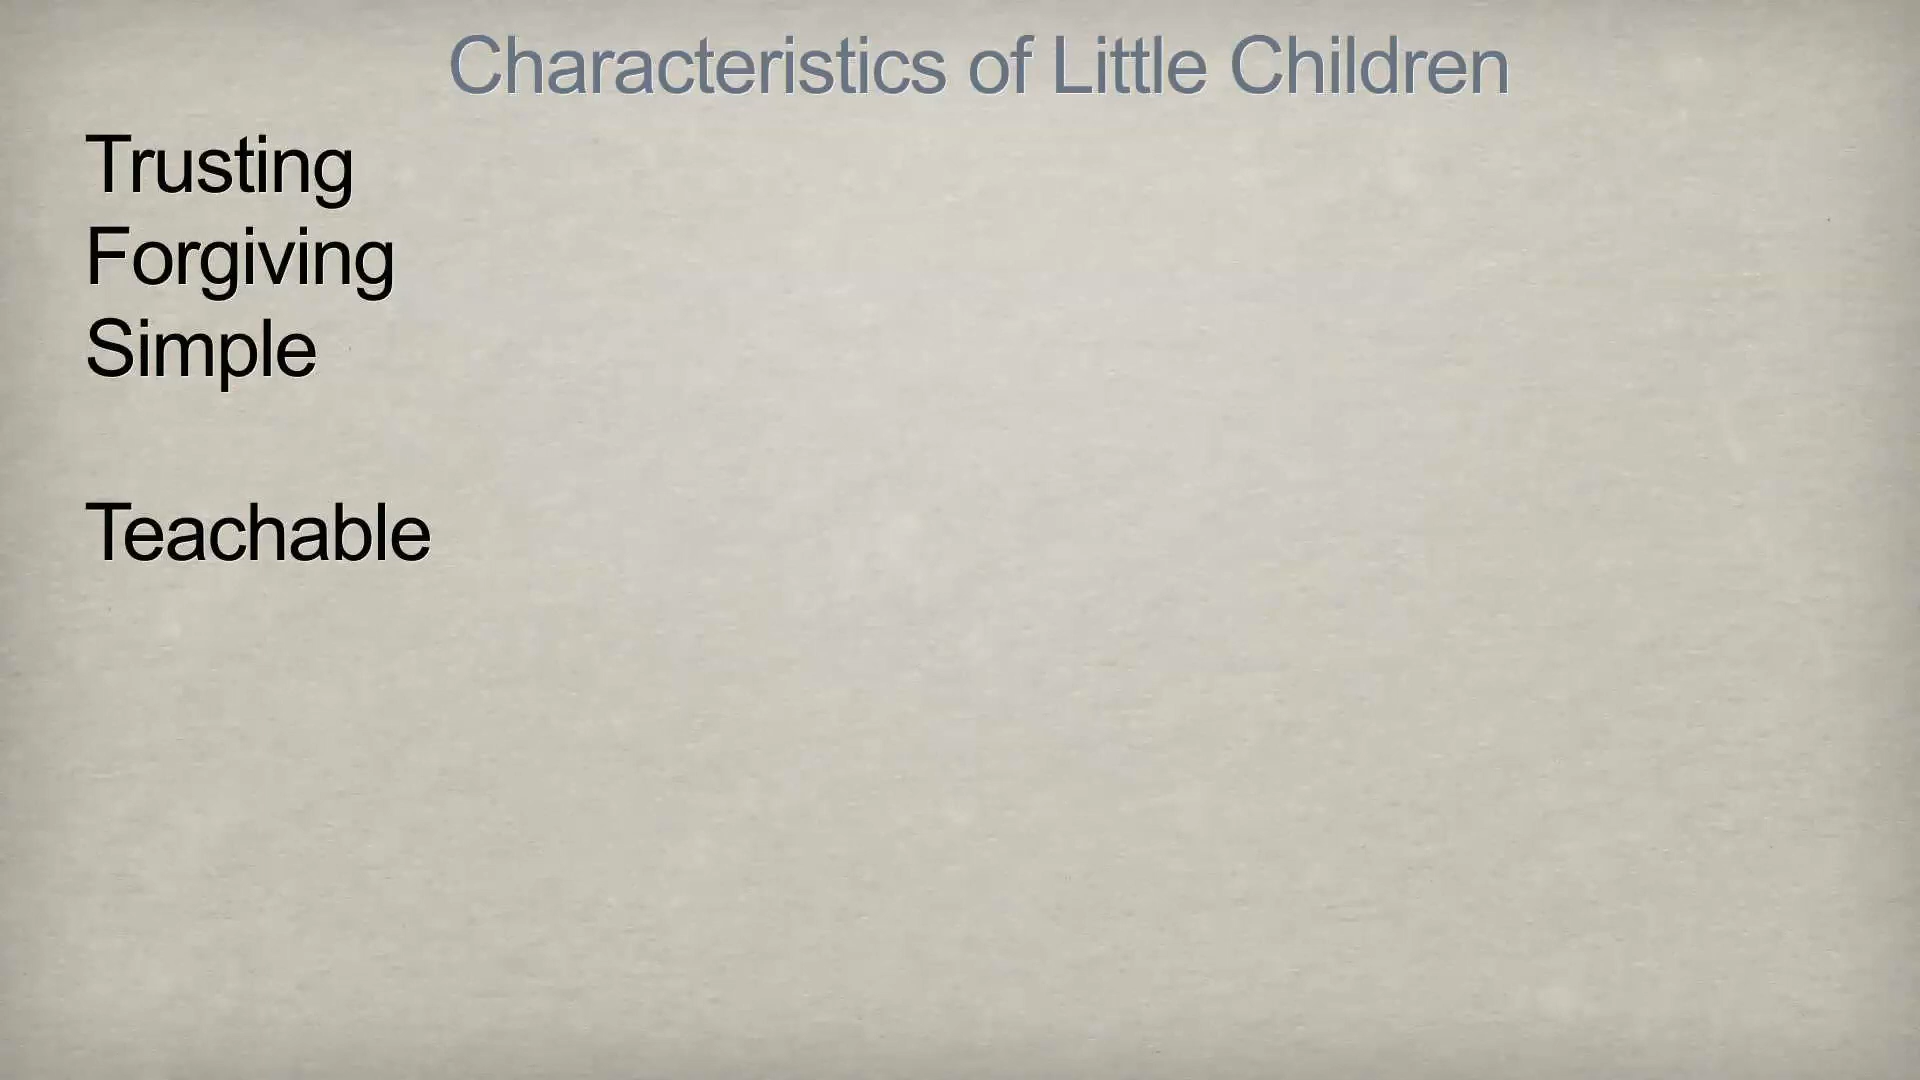 Characteristics of Little Children
Trusting
Forgiving
Simple
Teachable